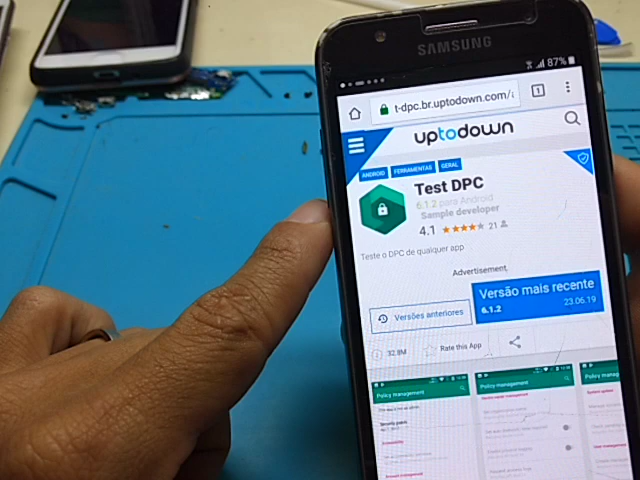 SAMSUNG
87%
t-dpc.br.uptodown.com/a
1
uptodown
ANDROID FERRAMENTAS GERAL
Test DPC
6.1.2 para Android
Sample developer
4.1 21
Teste o DPC de qualquer app
Advertisement
Versões anteriores
Versão mais recente
6.1.2 23.06.19
32,8M Rate this App
Policy management
Policy management
Policy manag